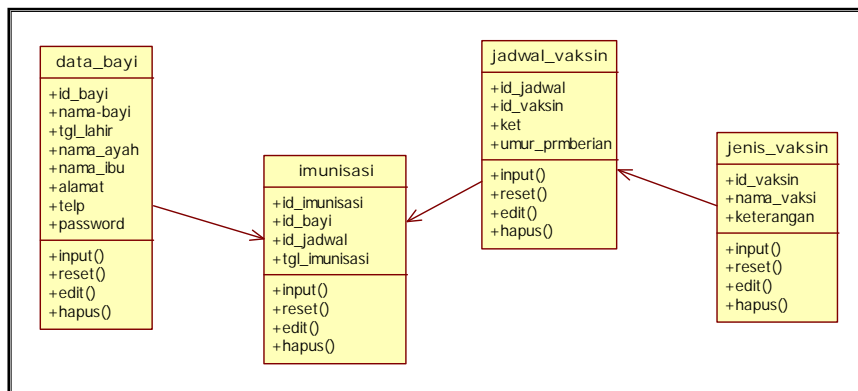 data_bayi
+id_bayi
+nama-bayi
+tgl_lahir
+nama_ayah
+nama_ibu
+alamat
+telp
+password
+input()
+reset()
+edit()
+hapus()
imunisasi
+id_imunisasi
+id_bayi
+id_jadwal
+tgl_imunisasi
+input()
+reset()
+edit()
+hapus()
jadwal_vaksin
+id_jadwal
+id_vaksin
+ket
+umur_prmberian
+input()
+reset()
+edit()
+hapus()
jenis_vaksin
+id_vaksin
+nama_vaksi
+keterangan
+input()
+reset()
+edit()
+hapus()